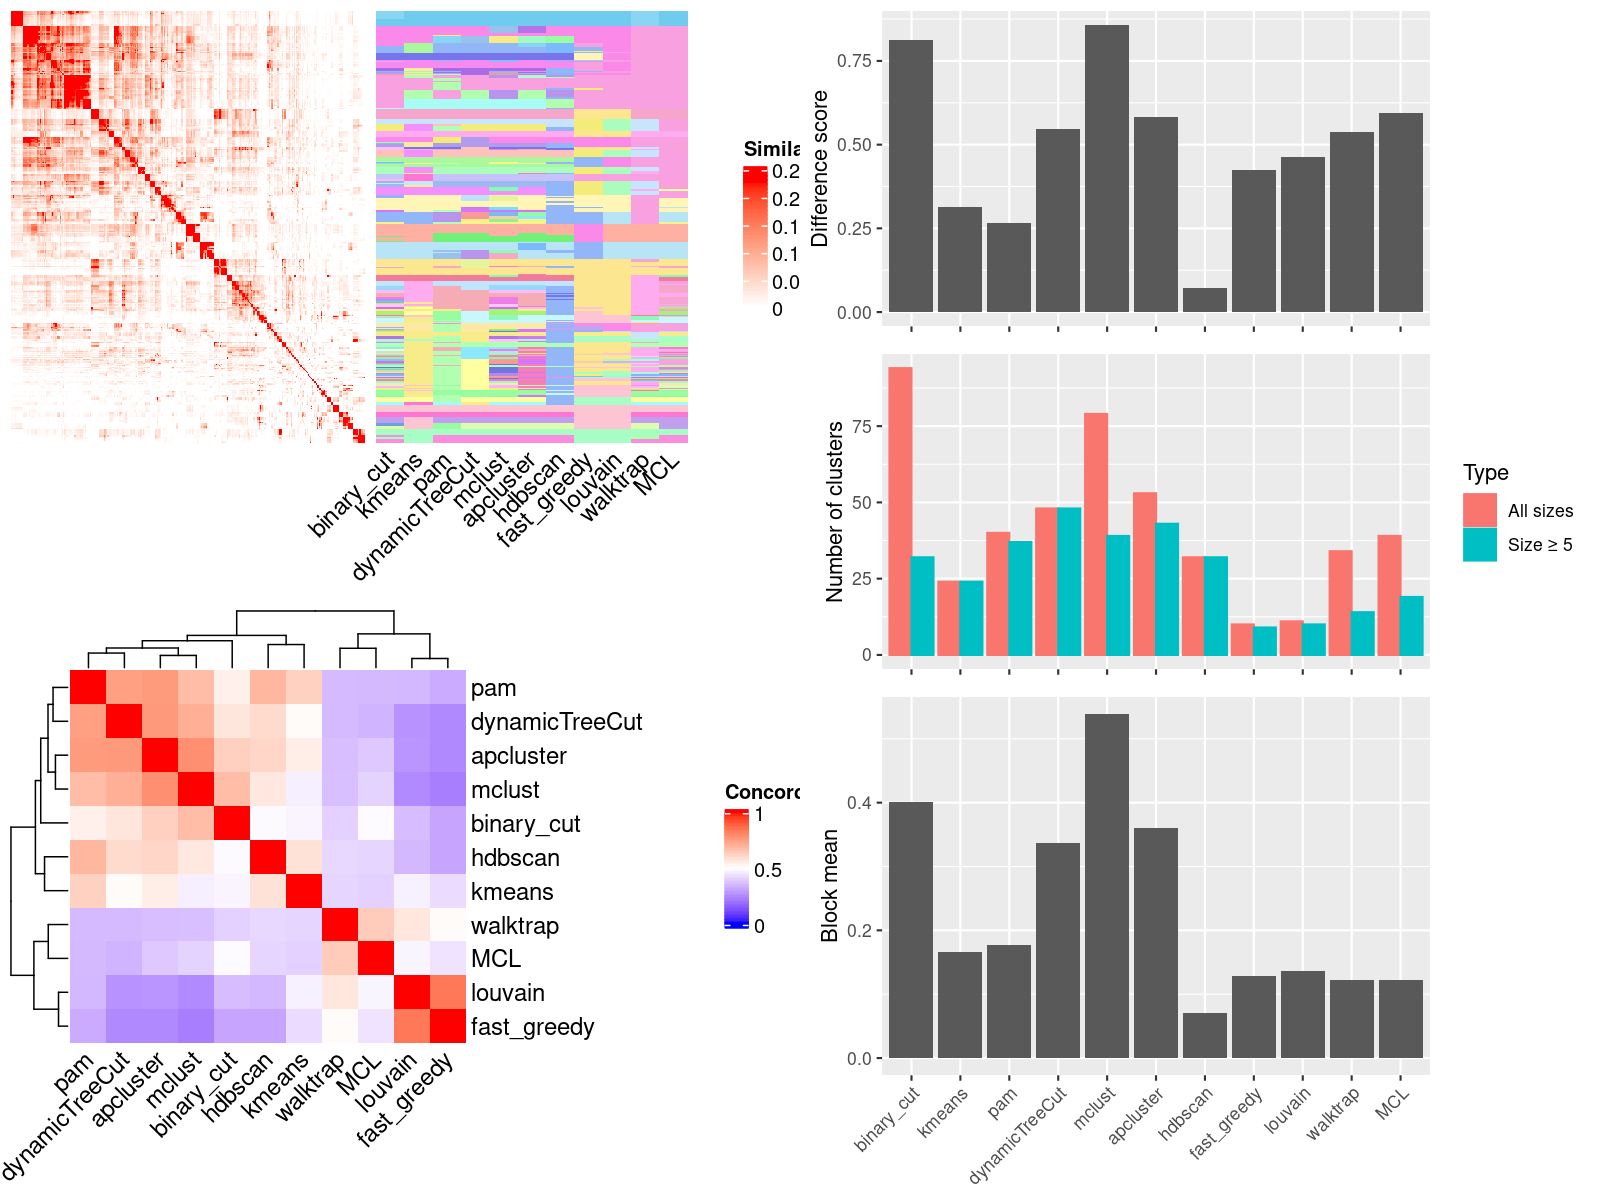 Simila
0.2
0.2
0.1
0.1
0.0
0
binary_cut
kmeans
pam
dynamicTreeCut
mclust
apcluster
hdbscan
fast_greedy
louvain
walktrap
MCL
pam
dynamicTreeCut
apcluster
mclust
binary_cut
hdbscan
kmeans
walktrap
MCL
louvain
fast_greedy
pam
dynamicTreeCut
apcluster
mclust
binary_cut
hdbscan
kmeans
walktrap
MCL
louvain
fast_greedy
Concord
1
0.5
0
Difference score
0.75
0.50
0.25
0.00
Number of clusters
75
50
25
0
Type
All sizes
Size ≥ 5
Block mean
0.4
0.2
0.0
binary_cut
kmeans
pam
dynamicTreeCut
mclust
apcluster
hdbscan
fast_greedy
louvain
walktrap
MCL